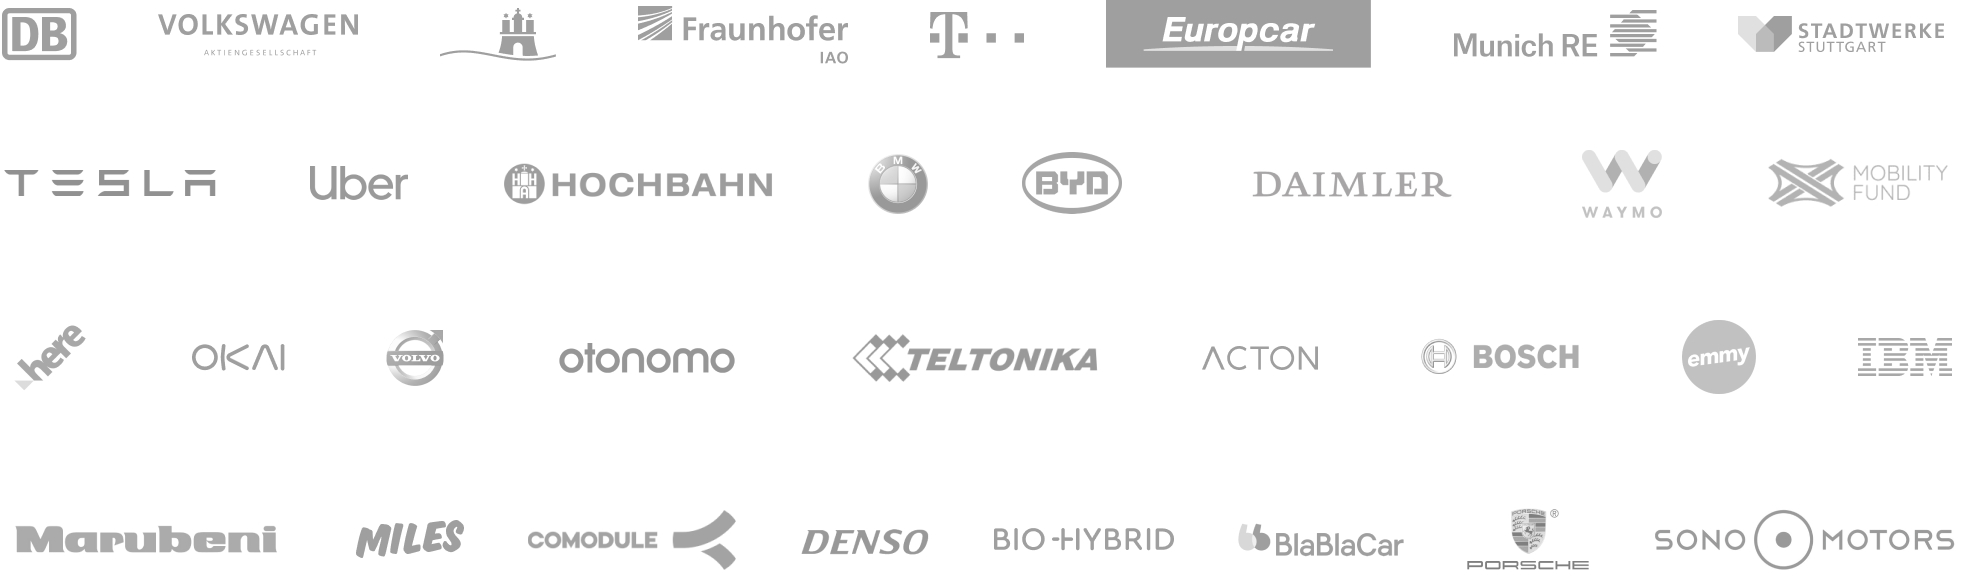 DB
VOLKSWAGEN
AKTIENGESELLSCHAFT
Fraunhofer
IAO
T
Europcar
Munich RE
STADTWERKE
STUTTGART
TESLA
Uber
HOCHBAHN
BMW
BYD
DAIMLER
WAYMO
MOBILITY
FUND
here
OKAI
VOLVO
otonomo
TELTONIKA
ACTON
BOSCH
emmy
IBM
Marubeni
MILES
COMODULE
DENSO
BIO-HYBRID
BlaBlaCar
PORSCHE
®
PORSCHE
SONO MOTORS